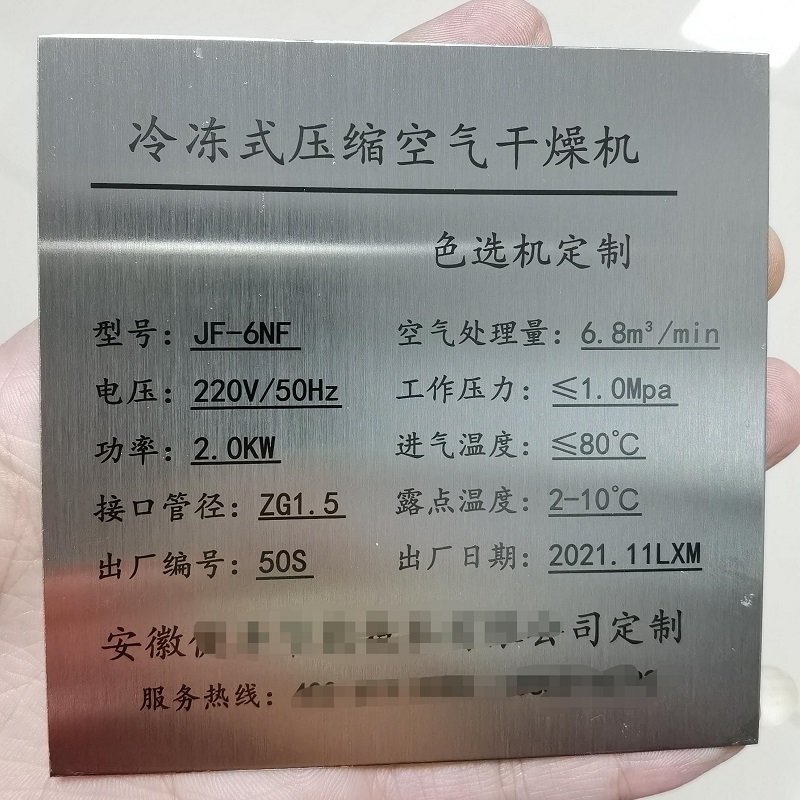 冷冻式压缩空气干燥机
色选机定制
型号：JF-6NF 空气处理量：6.8m³/min
电压：220V/50Hz 工作压力：≤1.0Mpa
功率：2.0KW 进气温度：≤80℃
接口管径：ZG1.5 露点温度：2-10℃
出厂编号：50S 出厂日期：2021.11LXM
安徽 公司定制
服务热线：